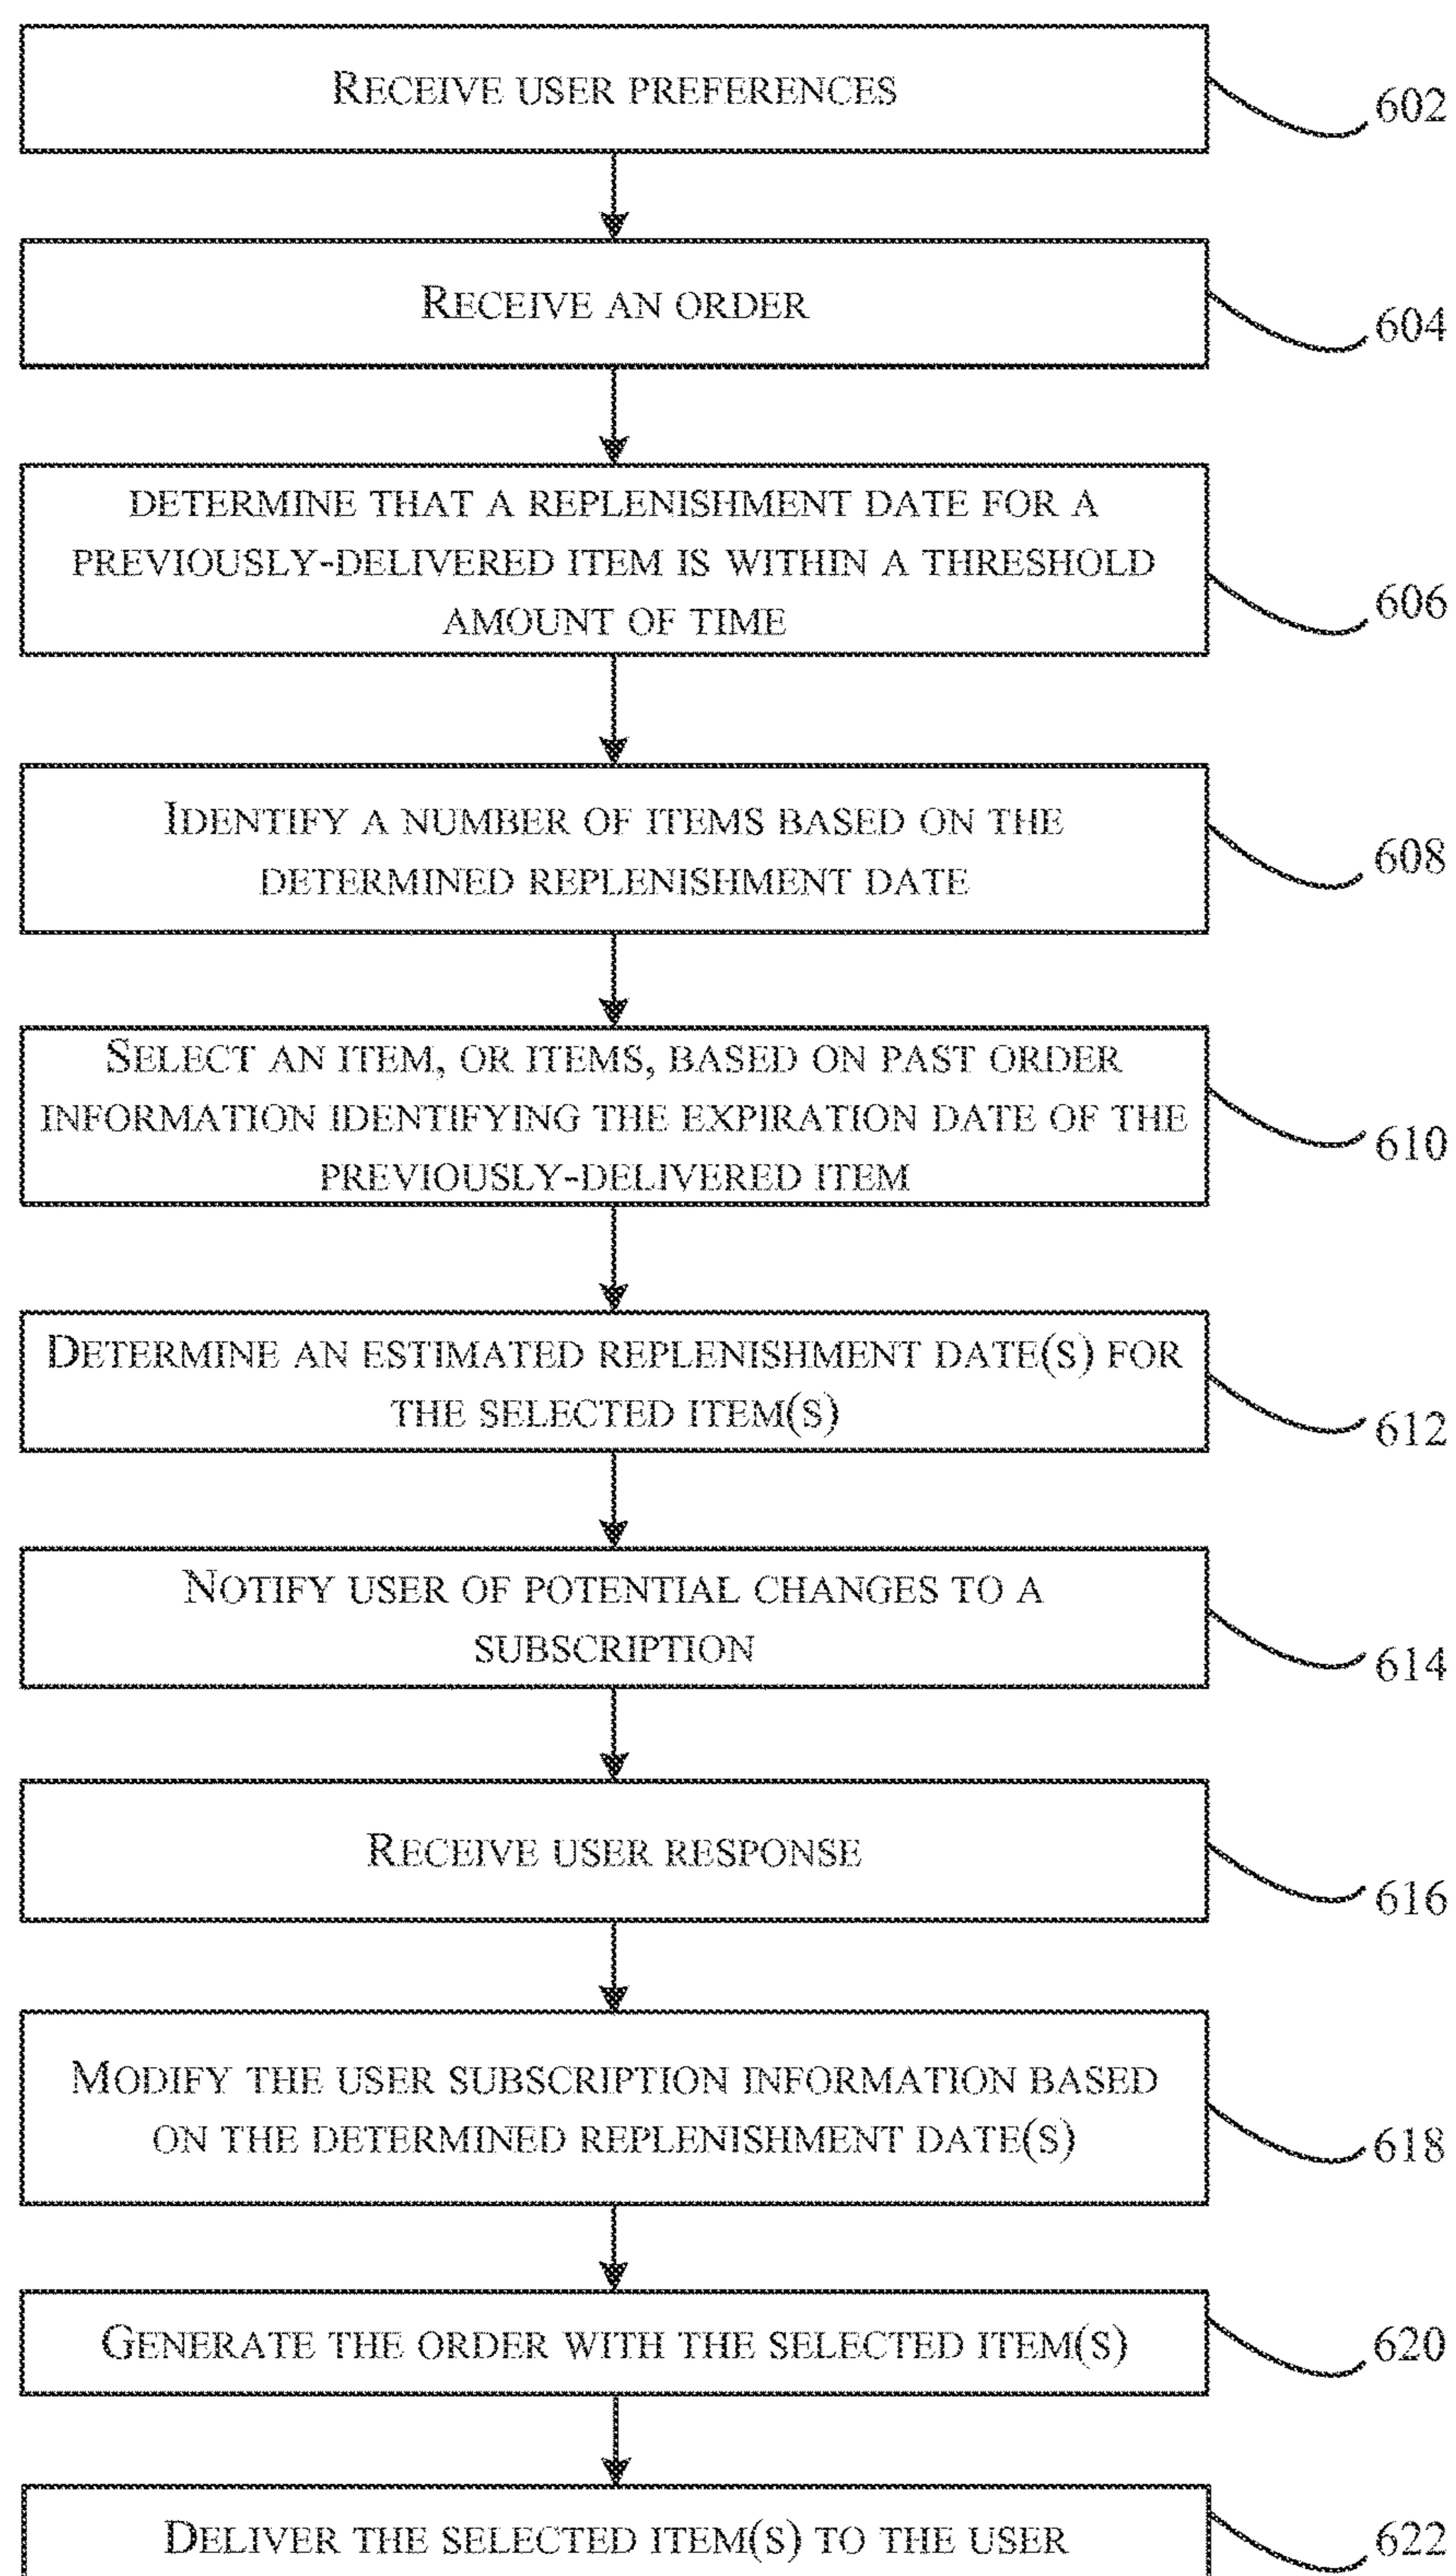 RECEIVE USER PREFERENCES
602
RECEIVE AN ORDER
604
DETERMINE THAT A REPLENISHMENT DATE FOR A
PREVIOUSLY-DELIVERED ITEM IS WITHIN A THRESHOLD
AMOUNT OF TIME
606
IDENTIFY A NUMBER OF ITEMS BASED ON THE
DETERMINED REPLENISHMENT DATE
608
SELECT AN ITEM, OR ITEMS, BASED ON PAST ORDER
INFORMATION IDENTIFYING THE EXPIRATION DATE OF THE
PREVIOUSLY-DELIVERED ITEM
610
DETERMINE AN ESTIMATED REPLENISHMENT DATE(S) FOR
THE SELECTED ITEM(S)
612
NOTIFY USER OF POTENTIAL CHANGES TO A
SUBSCRIPTION
614
RECEIVE USER RESPONSE
616
MODIFY THE USER SUBSCRIPTION INFORMATION BASED
ON THE DETERMINED REPLENISHMENT DATE(S)
618
GENERATE THE ORDER WITH THE SELECTED ITEM(S)
620
DELIVER THE SELECTED ITEM(S) TO THE USER
622